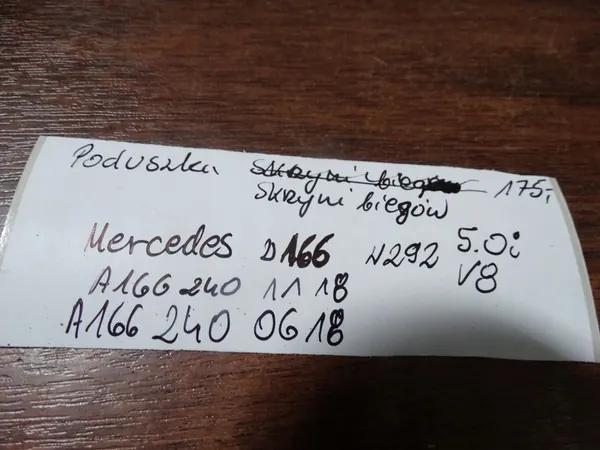 Poduszka skrzyni biegów 175,-
skrzyni biegów
Mercedes D166 W292 5.0i
V8
A166 240 11 18
A166 240 06 18